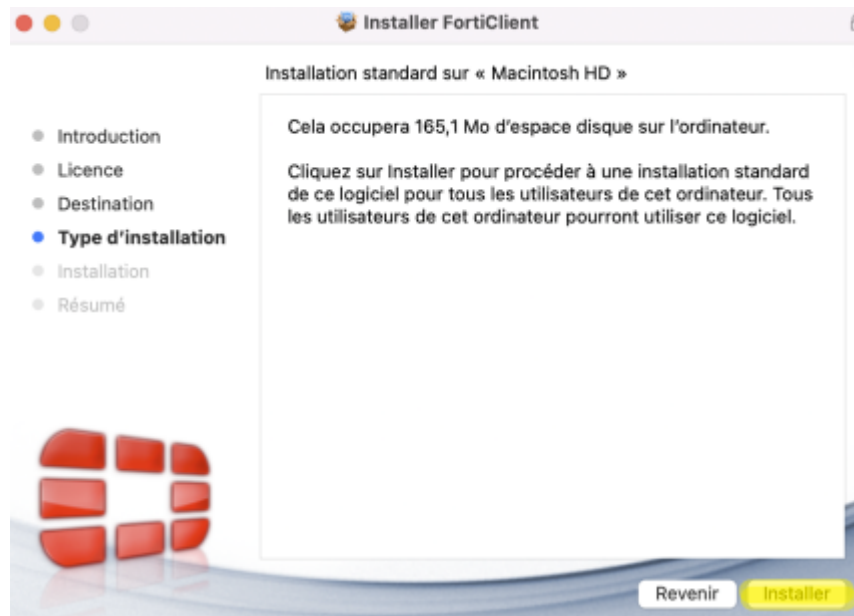 Installer FortiClient
Installation standard sur « Macintosh HD »
Introduction
Licence
Destination
Type d'installation
Installation
Résumé
Cela occupera 165,1 Mo d'espace disque sur l'ordinateur.
Cliquez sur Installer pour procéder à une installation standard
de ce logiciel pour tous les utilisateurs de cet ordinateur. Tous
les utilisateurs de cet ordinateur pourront utiliser ce logiciel.
Revenir
Installer